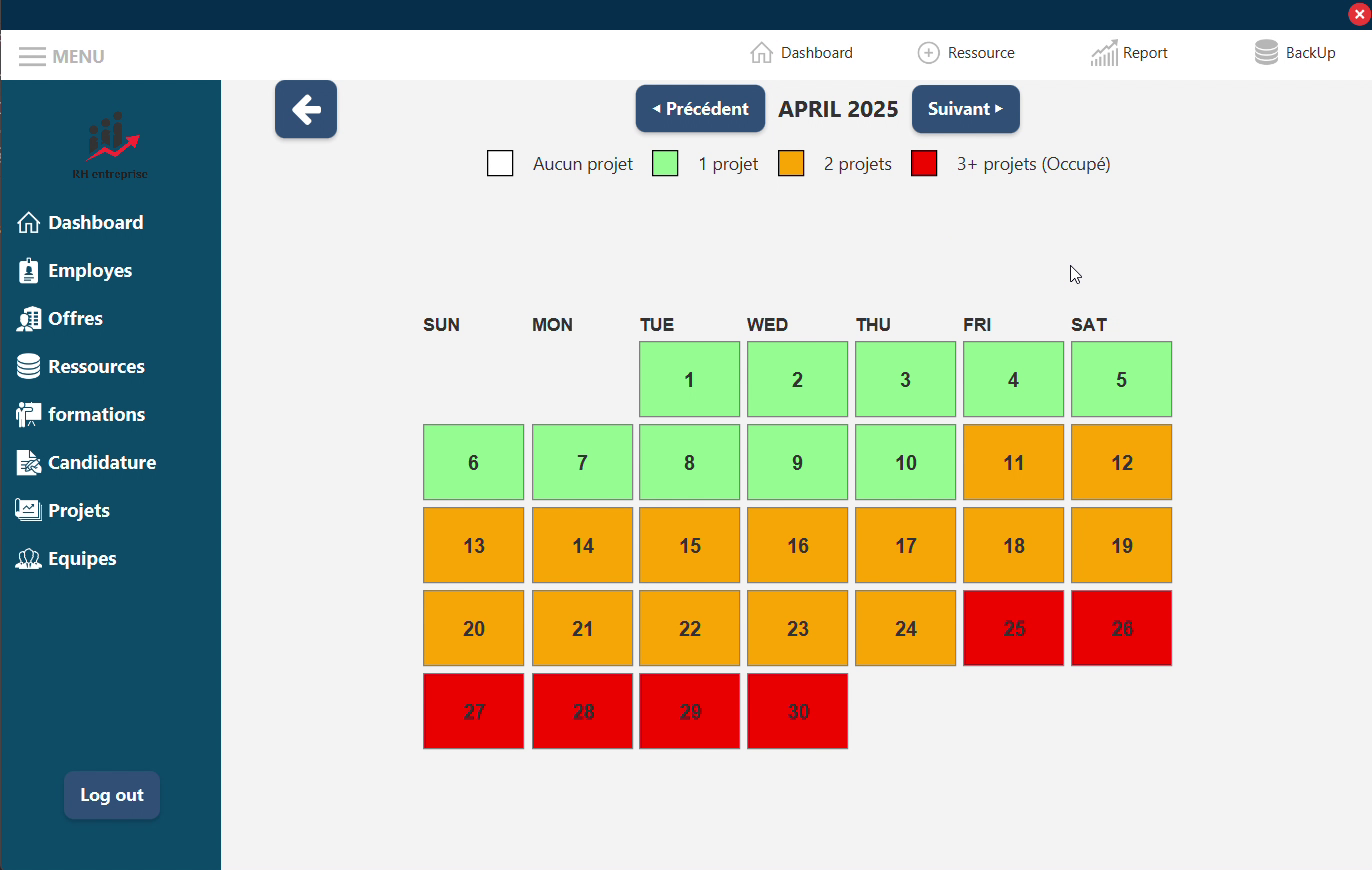 MENU
Dashboard
Ressource
Report
BackUp
RH entreprise
Dashboard
Employes
Offres
Ressources
formations
Candidature
Projets
Equipes
Log out
◂ Précédent
APRIL 2025
Suivant ▸
Aucun projet
1 projet
2 projets
3+ projets (Occupé)
SUN MON TUE WED THU FRI SAT
1 2 3 4 5
6 7 8 9 10 11 12
13 14 15 16 17 18 19
20 21 22 23 24 25 26
27 28 29 30